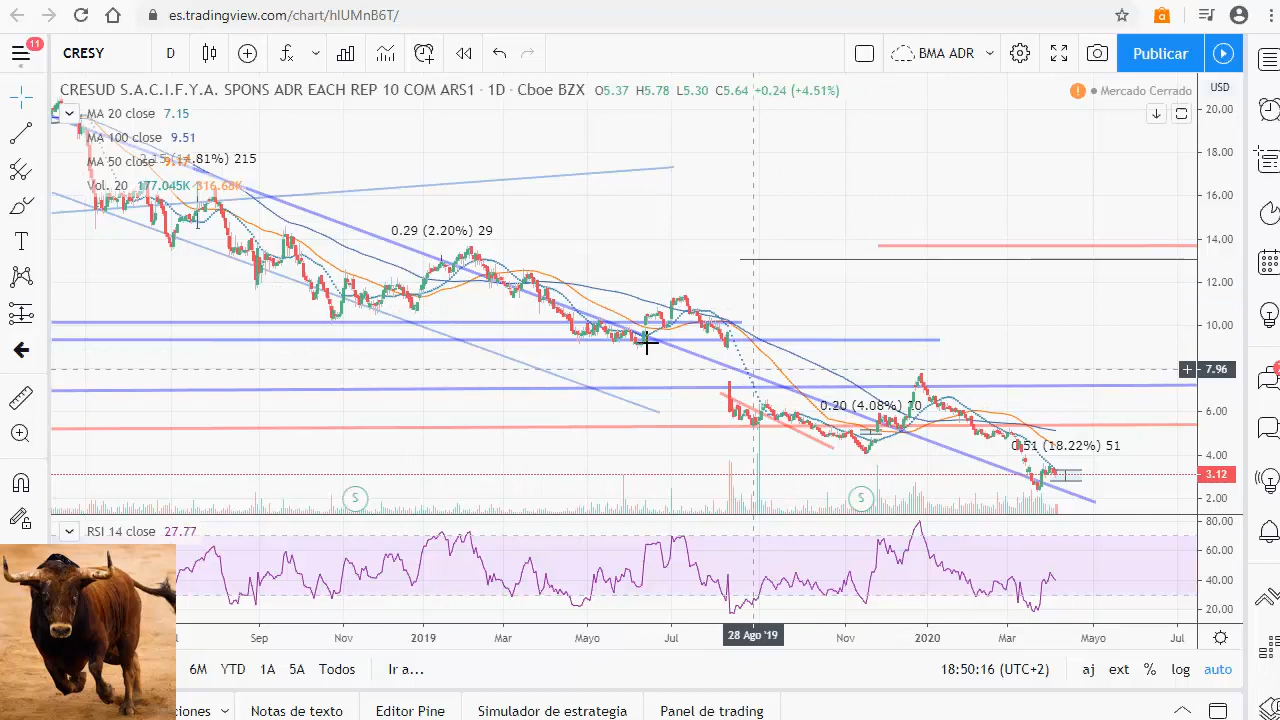 es.tradingview.com/chart/hlUMnB6T/
11
CRESY D BMA ADR Publicar
CRESUD S.A.C.I.F.Y.A. SPONS ADR EACH REP 10 COM ARS1 · 1D · Cboe BZX O5.37 H5.78 L5.30 C5.64 +0.24 (+4.51%)
Mercado Cerrado
USD
MA 20 close 7.15
MA 100 close 9.51
MA 50 close
215
Vol. 20 177.045K 316.68K
0.29 (2.20%) 29
0.20 (4.08%) 10
0.51 (18.22%) 51
20.00
18.00
16.00
14.00
12.00
10.00
7.96
6.00
4.00
3.12
2.00
S S
RSI 14 close 27.77
80.00
60.00
40.00
20.00
Sep Nov 2019 Mar Mayo Jul 28 Ago '19 Nov 2020 Mar Mayo Jul
6M YTD 1A 5A Todos Ir a... 18:50:16 (UTC+2) aj ext % log auto
Notas de texto Editor Pine Simulador de estrategia Panel de trading